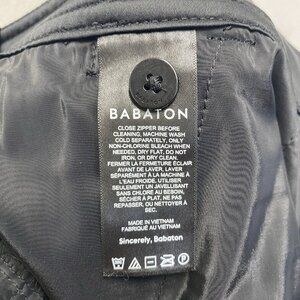 BABATON
CLOSE ZIPPER BEFORE
CLEANING. MACHINE WASH
COLD SEPARATELY, ONLY
NON-CHLORINE BLEACH WHEN
NEEDED, DRY FLAT, DO NOT
IRON, OR DRY CLEAN.
FERMER LA FERMETURE ÉCLAIR
AVANT DE LAVER, LAVER
SÉPARÉMENT À LA MACHINE À
L'EAU FROIDE, UTILISER
SEULEMENT UN JAVELLISANT
SANS CHLORE AU BESOIN,
SÉCHER À PLAT, NE PAS
REPASSER, OU NETTOYER À
SEC.
MADE IN VIETNAM
FABRIQUÉ AU VIETNAM
Sincerely, Babaton